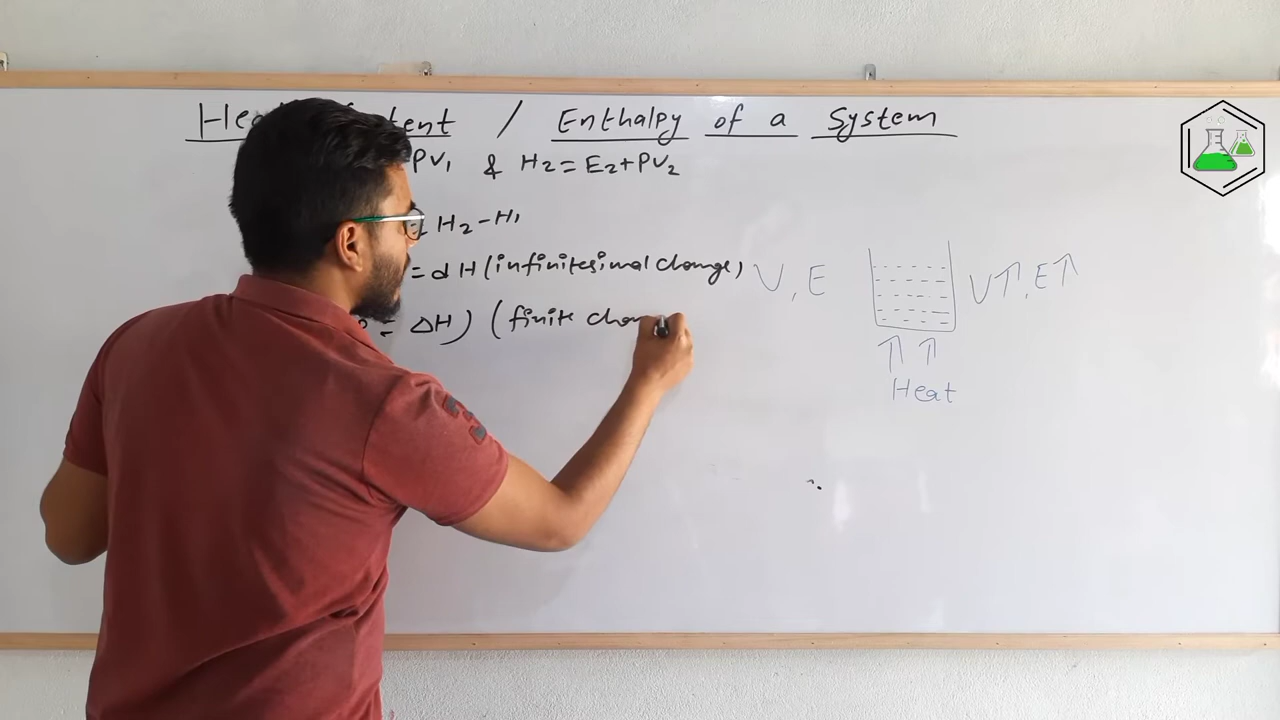 Heat Content / Enthalpy of a System
PV₁ & H₂ = E₂ + PV₂
= H₂ - H₁
= dH (infinitesimal change)
= ΔH) (finite chan
V, E
V↑, E↑
↑ ↑
Heat